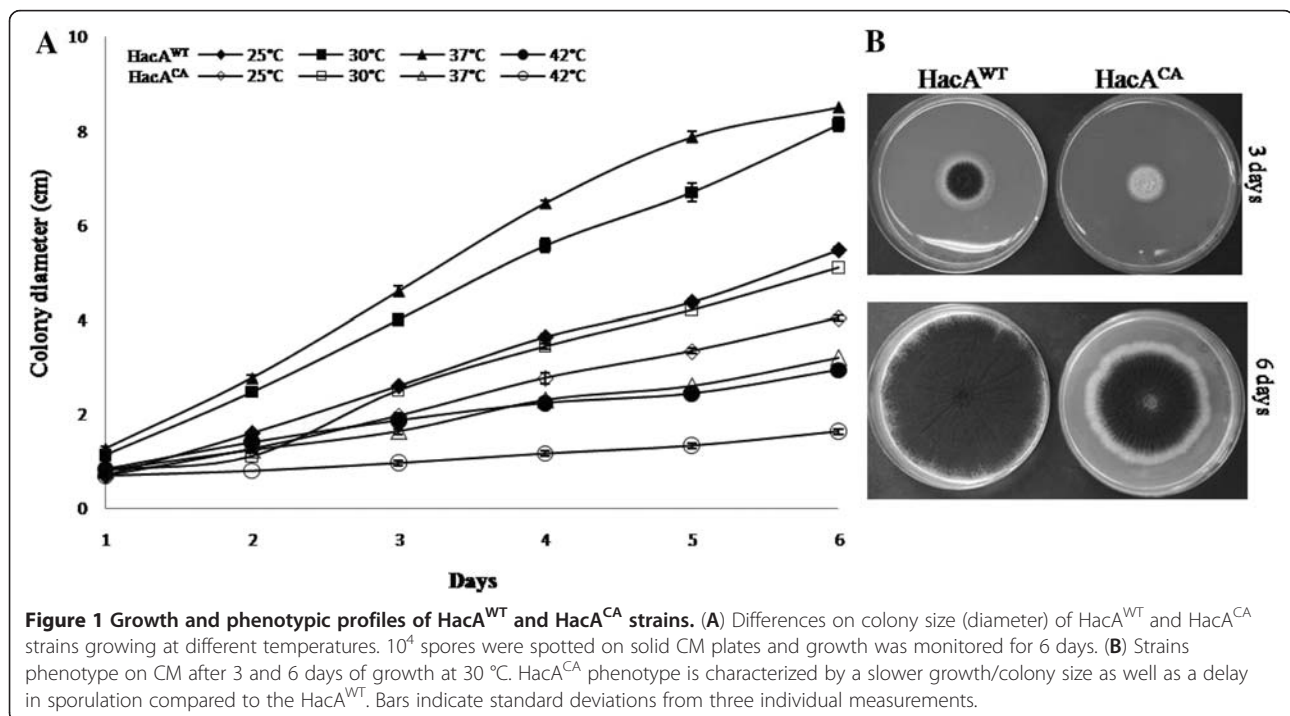 A
B
10
8
6
4
2
0
HacA^WT 25°C 30°C 37°C 42°C
HacA^CA 25°C 30°C 37°C 42°C
Colony diameter (cm)
1 2 3 4 5 6
Days
HacA^WT HacA^CA
3 days
6 days
Figure 1 Growth and phenotypic profiles of HacA^WT and HacA^CA strains. (A) Differences on colony size (diameter) of HacA^WT and HacA^CA
strains growing at different temperatures. 10^4 spores were spotted on solid CM plates and growth was monitored for 6 days. (B) Strains
phenotype on CM after 3 and 6 days of growth at 30 °C. HacA^CA phenotype is characterized by a slower growth/colony size as well as a delay
in sporulation compared to the HacA^WT. Bars indicate standard deviations from three individual measurements.